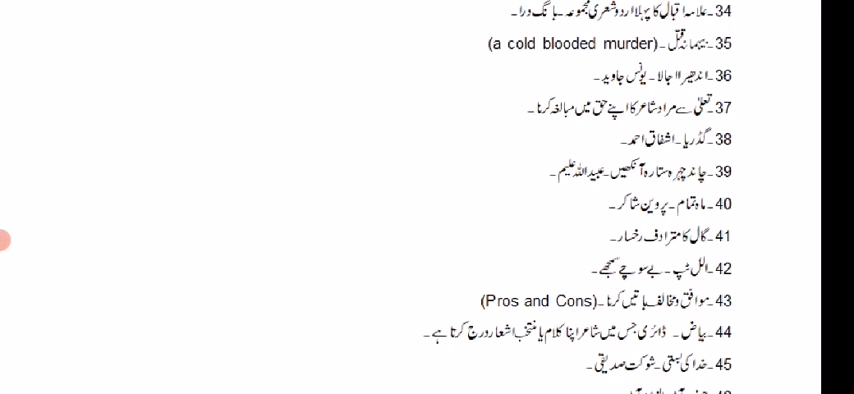 34۔علامہ اقبال کا پہلا اردو شعری مجموعہ ۔ بانگ درا۔
35۔بیہمانہ قتل۔(a cold blooded murder)
36۔اندھیرا اجالا۔ یونس جاوید۔
37۔تعلیٰ سے مراد شاعر کا اپنے حق میں مبالغہ کرنا ۔
38۔گڈریا ۔اشفاق احمد۔
39۔چاند چہرہ ستارہ آنکھیں۔عبیداللہ علیم۔
40۔ماہ تمام۔ پروین شاکر ۔
41۔گال کا مترادف رخسار۔
42۔الل ٹپ ۔ بے سوچے سمجھے۔
43۔موافق و مخالف باتیں کرنا ۔(Pros and Cons)
44۔بیاض ۔ ڈائری جس میں شاعر اپنا کلام یا منتخب اشعار درج کرتا ہے ۔
45۔خدا کی بستی ۔شوکت صدیقی ۔